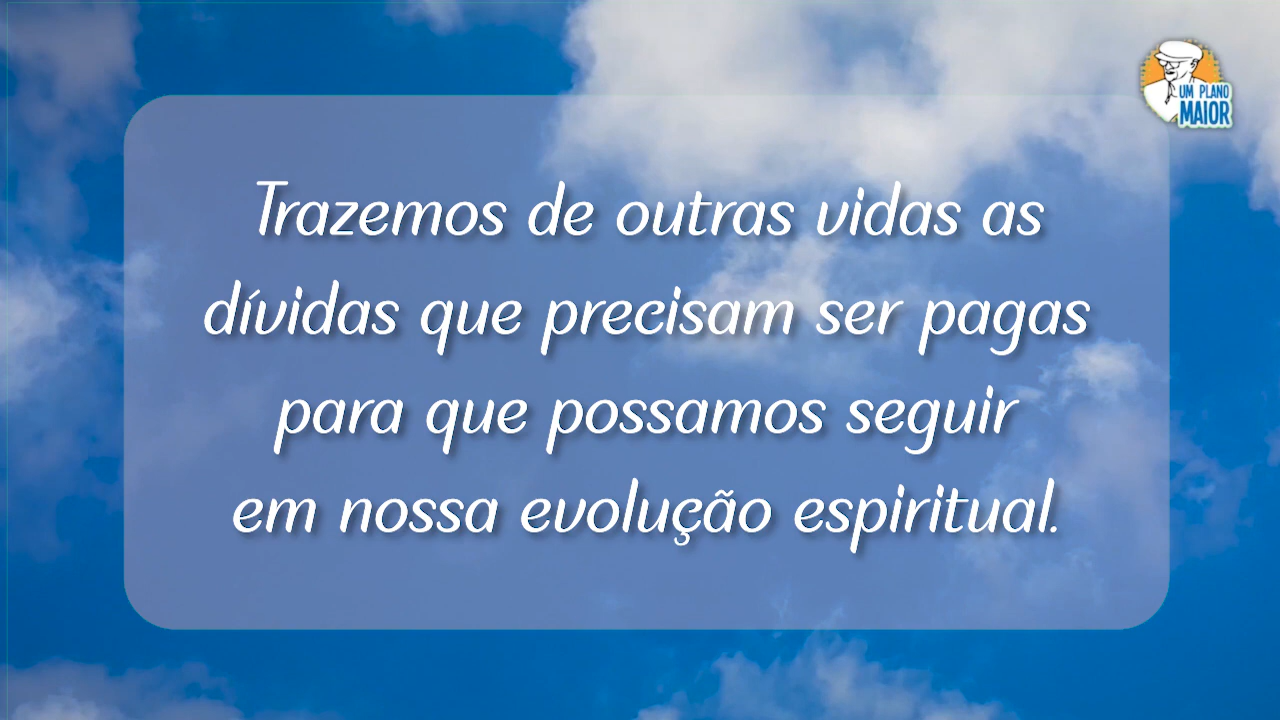 UM PLANO
MAIOR
Trazemos de outras vidas as
dívidas que precisam ser pagas
para que possamos seguir
em nossa evolução espiritual.